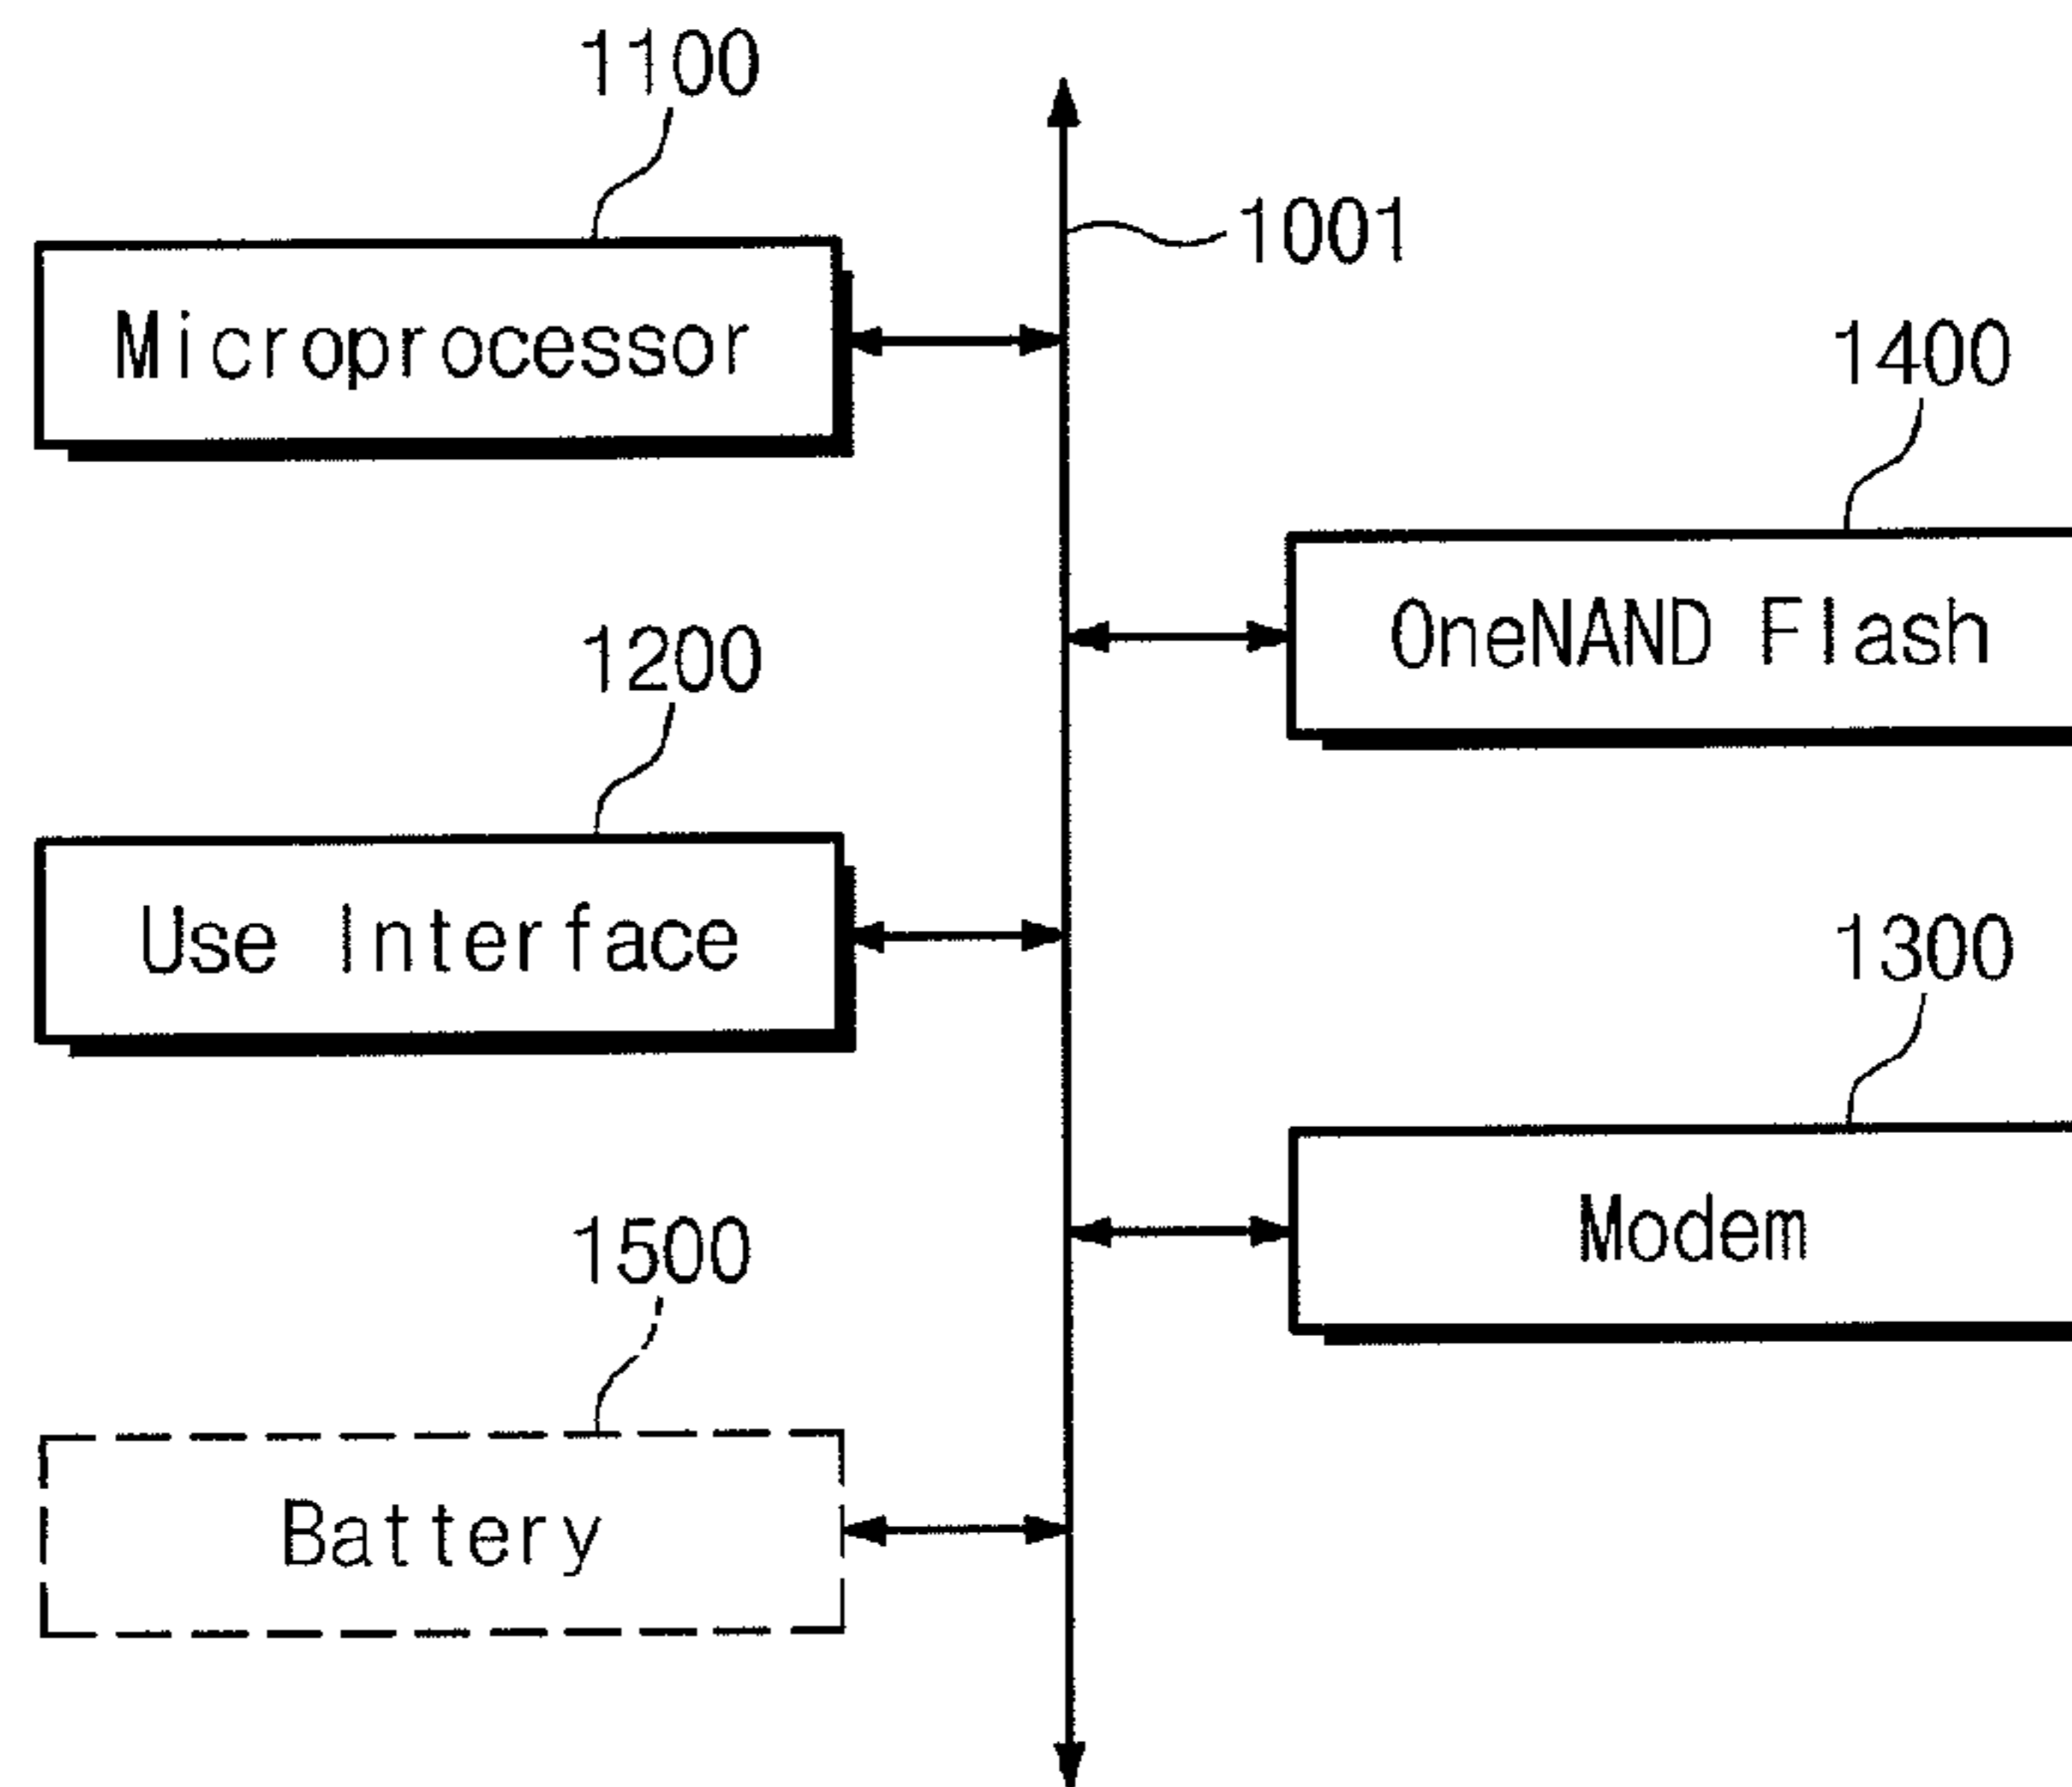 1100
1001
Microprocessor
1400
OneNAND Flash
1200
Use Interface
1300
Modem
1500
Battery